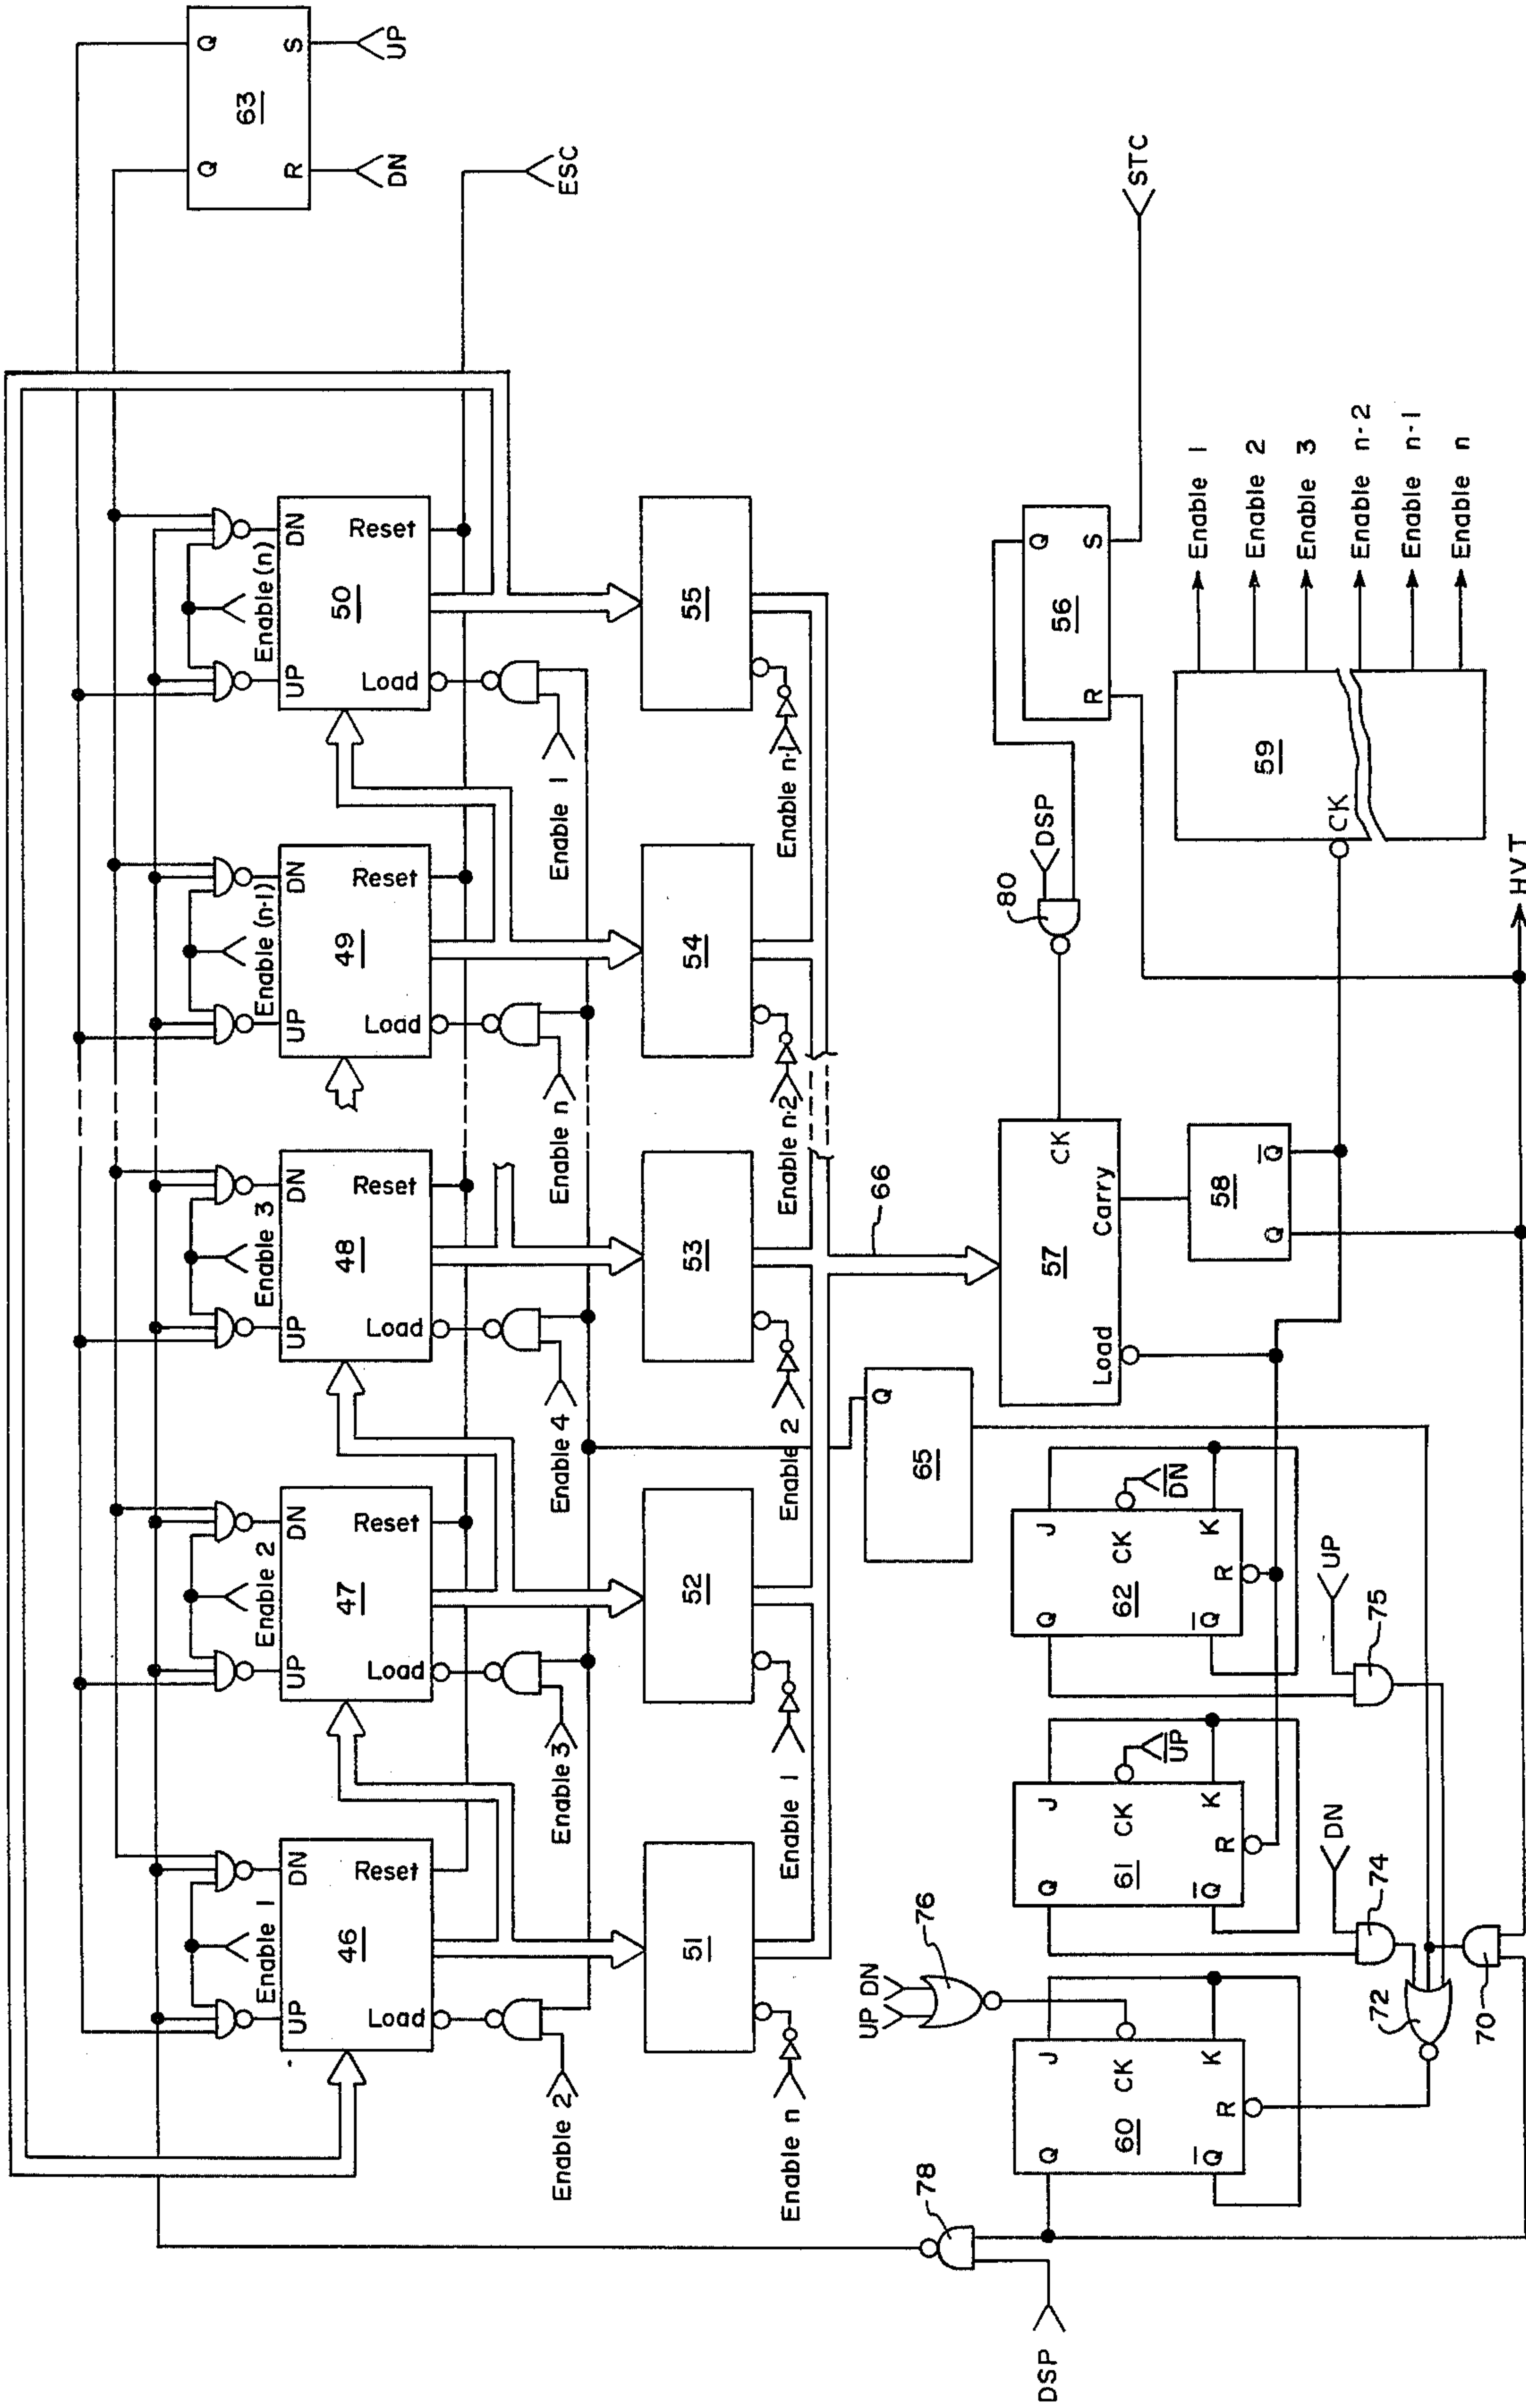 Q
Q
63
R
S
DN
UP
ESC
UP
DN
Enable 1
46
Load
Reset
Enable 2
UP
DN
Enable 2
47
Load
Reset
Enable 3
UP
DN
Enable 3
48
Load
Reset
Enable 4
UP
DN
Enable (n-1)
49
Load
Reset
Enable n
UP
DN
Enable (n)
50
Load
Reset
Enable 1
51
Enable n
52
Enable 1
53
Enable 2
Enable 2
54
Enable n-2
55
Enable n-1
66
65
Q
57
Load
Carry
CK
58
Q
Q̅
80
DSP
56
Q
R
S
STC
59
CK
Enable 1
Enable 2
Enable 3
Enable n-2
Enable n-1
Enable n
HVT
DSP
78
UP DN
76
60
Q
J
CK
Q̅
R
K
61
Q
J
CK
U̅P̅
Q̅
R
K
62
Q
J
CK
D̅N̅
Q̅
R
K
DN
74
UP
75
72
70